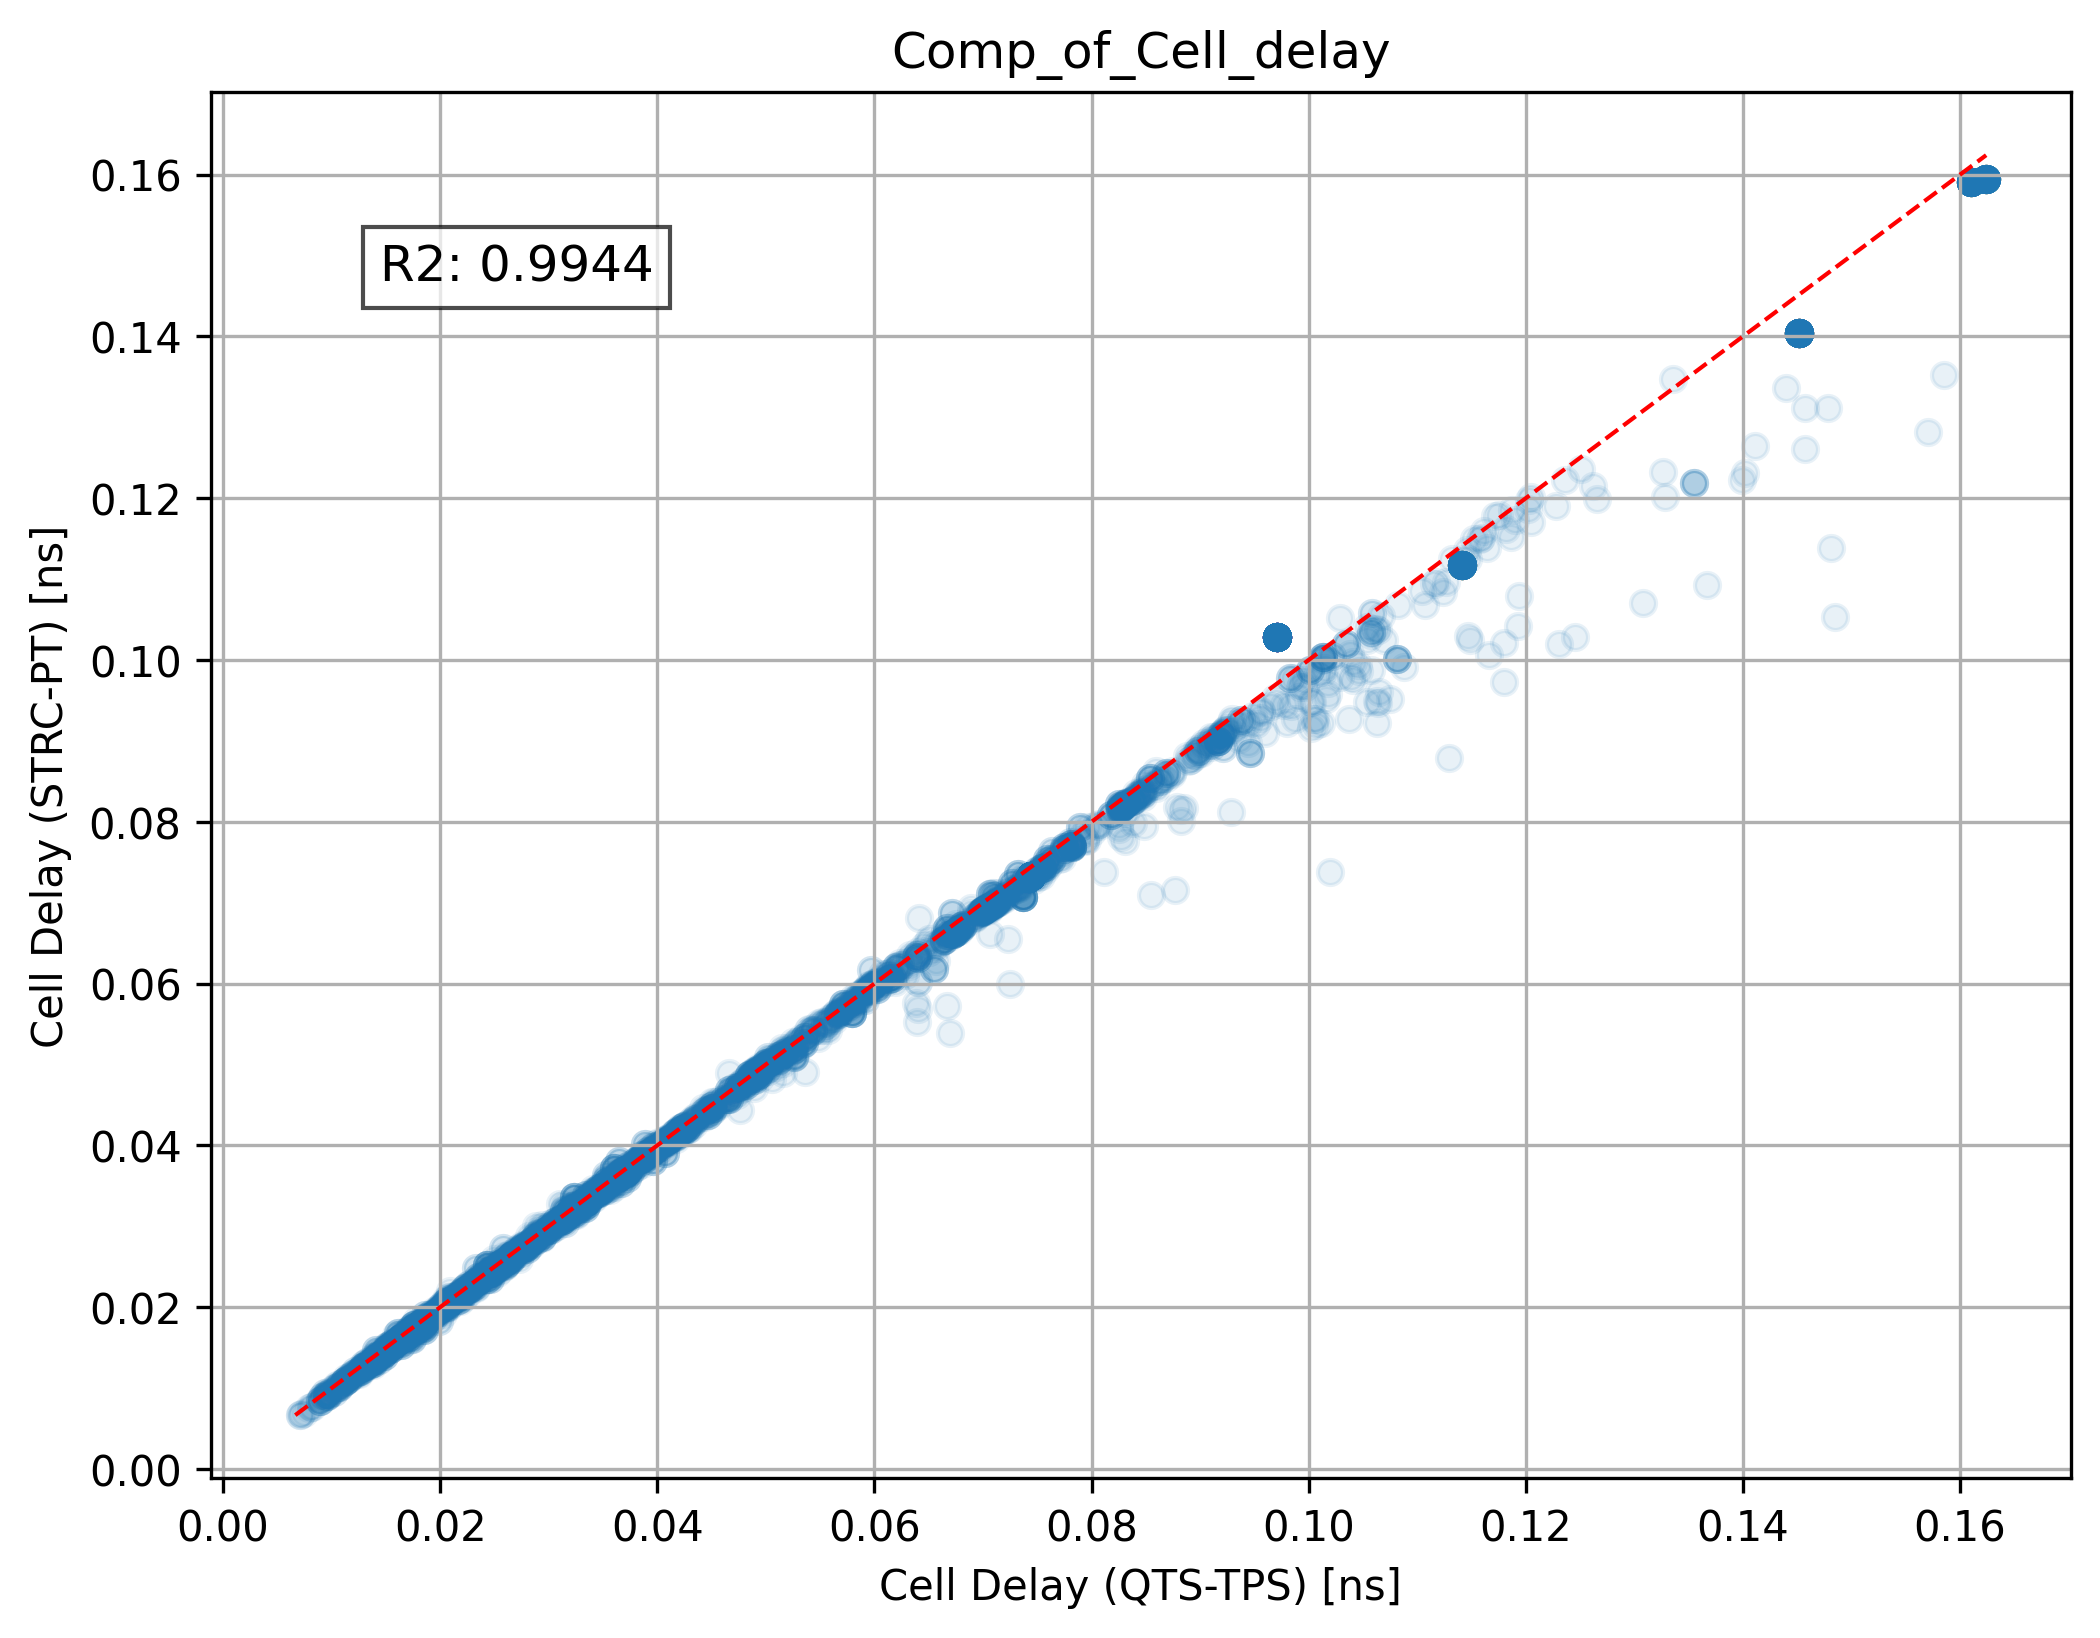 Comp_of_Cell_delay
R2: 0.9944
Cell Delay (STRC-PT) [ns]
0.16
0.14
0.12
0.10
0.08
0.06
0.04
0.02
0.00
0.00 0.02 0.04 0.06 0.08 0.10 0.12 0.14 0.16
Cell Delay (QTS-TPS) [ns]